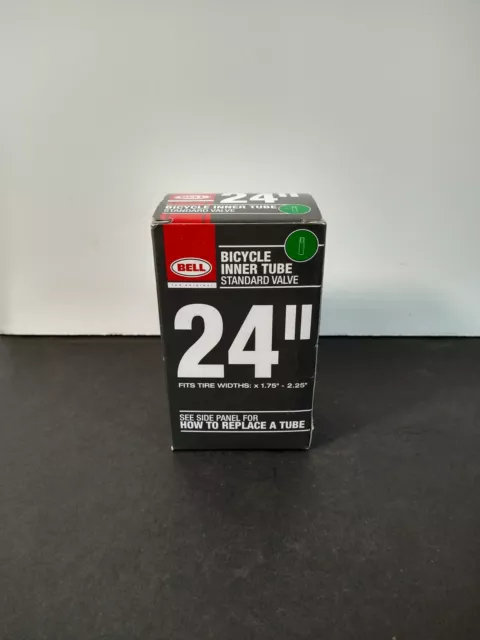 24"
BICYCLE INNER TUBE
STANDARD VALVE
BELL
BICYCLE
INNER TUBE
STANDARD VALVE
24"
FITS TIRE WIDTHS: x 1.75" - 2.25"
SEE SIDE PANEL FOR
HOW TO REPLACE A TUBE